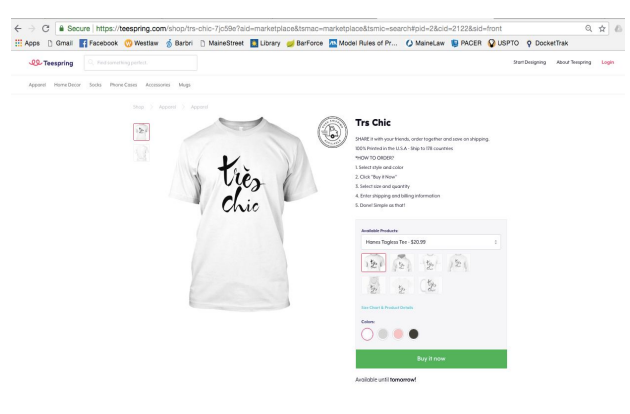 Secure | https://teespring.com/shop/trs-chic-7jc59e?aid=marketplace&tsmac=marketplace&tsmic=search#pid=2&cid=2122&sid=front
Apps Gmail Facebook Westlaw Barbri MaineStreet Library BarForce Model Rules of Pr... MaineLaw PACER USPTO DocketTrak
Teespring
Start Designing About Teespring Login
Apparel Home Decor Socks Phone Cases Accessories Mugs
Shop > Apparel > Apparel
très
chic
Trs Chic
SHARE it with your friends, order together and save on shipping.
100% Printed in the U.S.A - Ship to 178 countries
*HOW TO ORDER?
1. Select style and color
2. Click "Buy it Now"
3. Select size and quantity
4. Enter shipping and billing information
5. Done! Simple as that!
Available Products:
Hanes Tagless Tee - $20.99
Size Chart & Product Details
Colors:
Buy it now
Available until tomorrow!